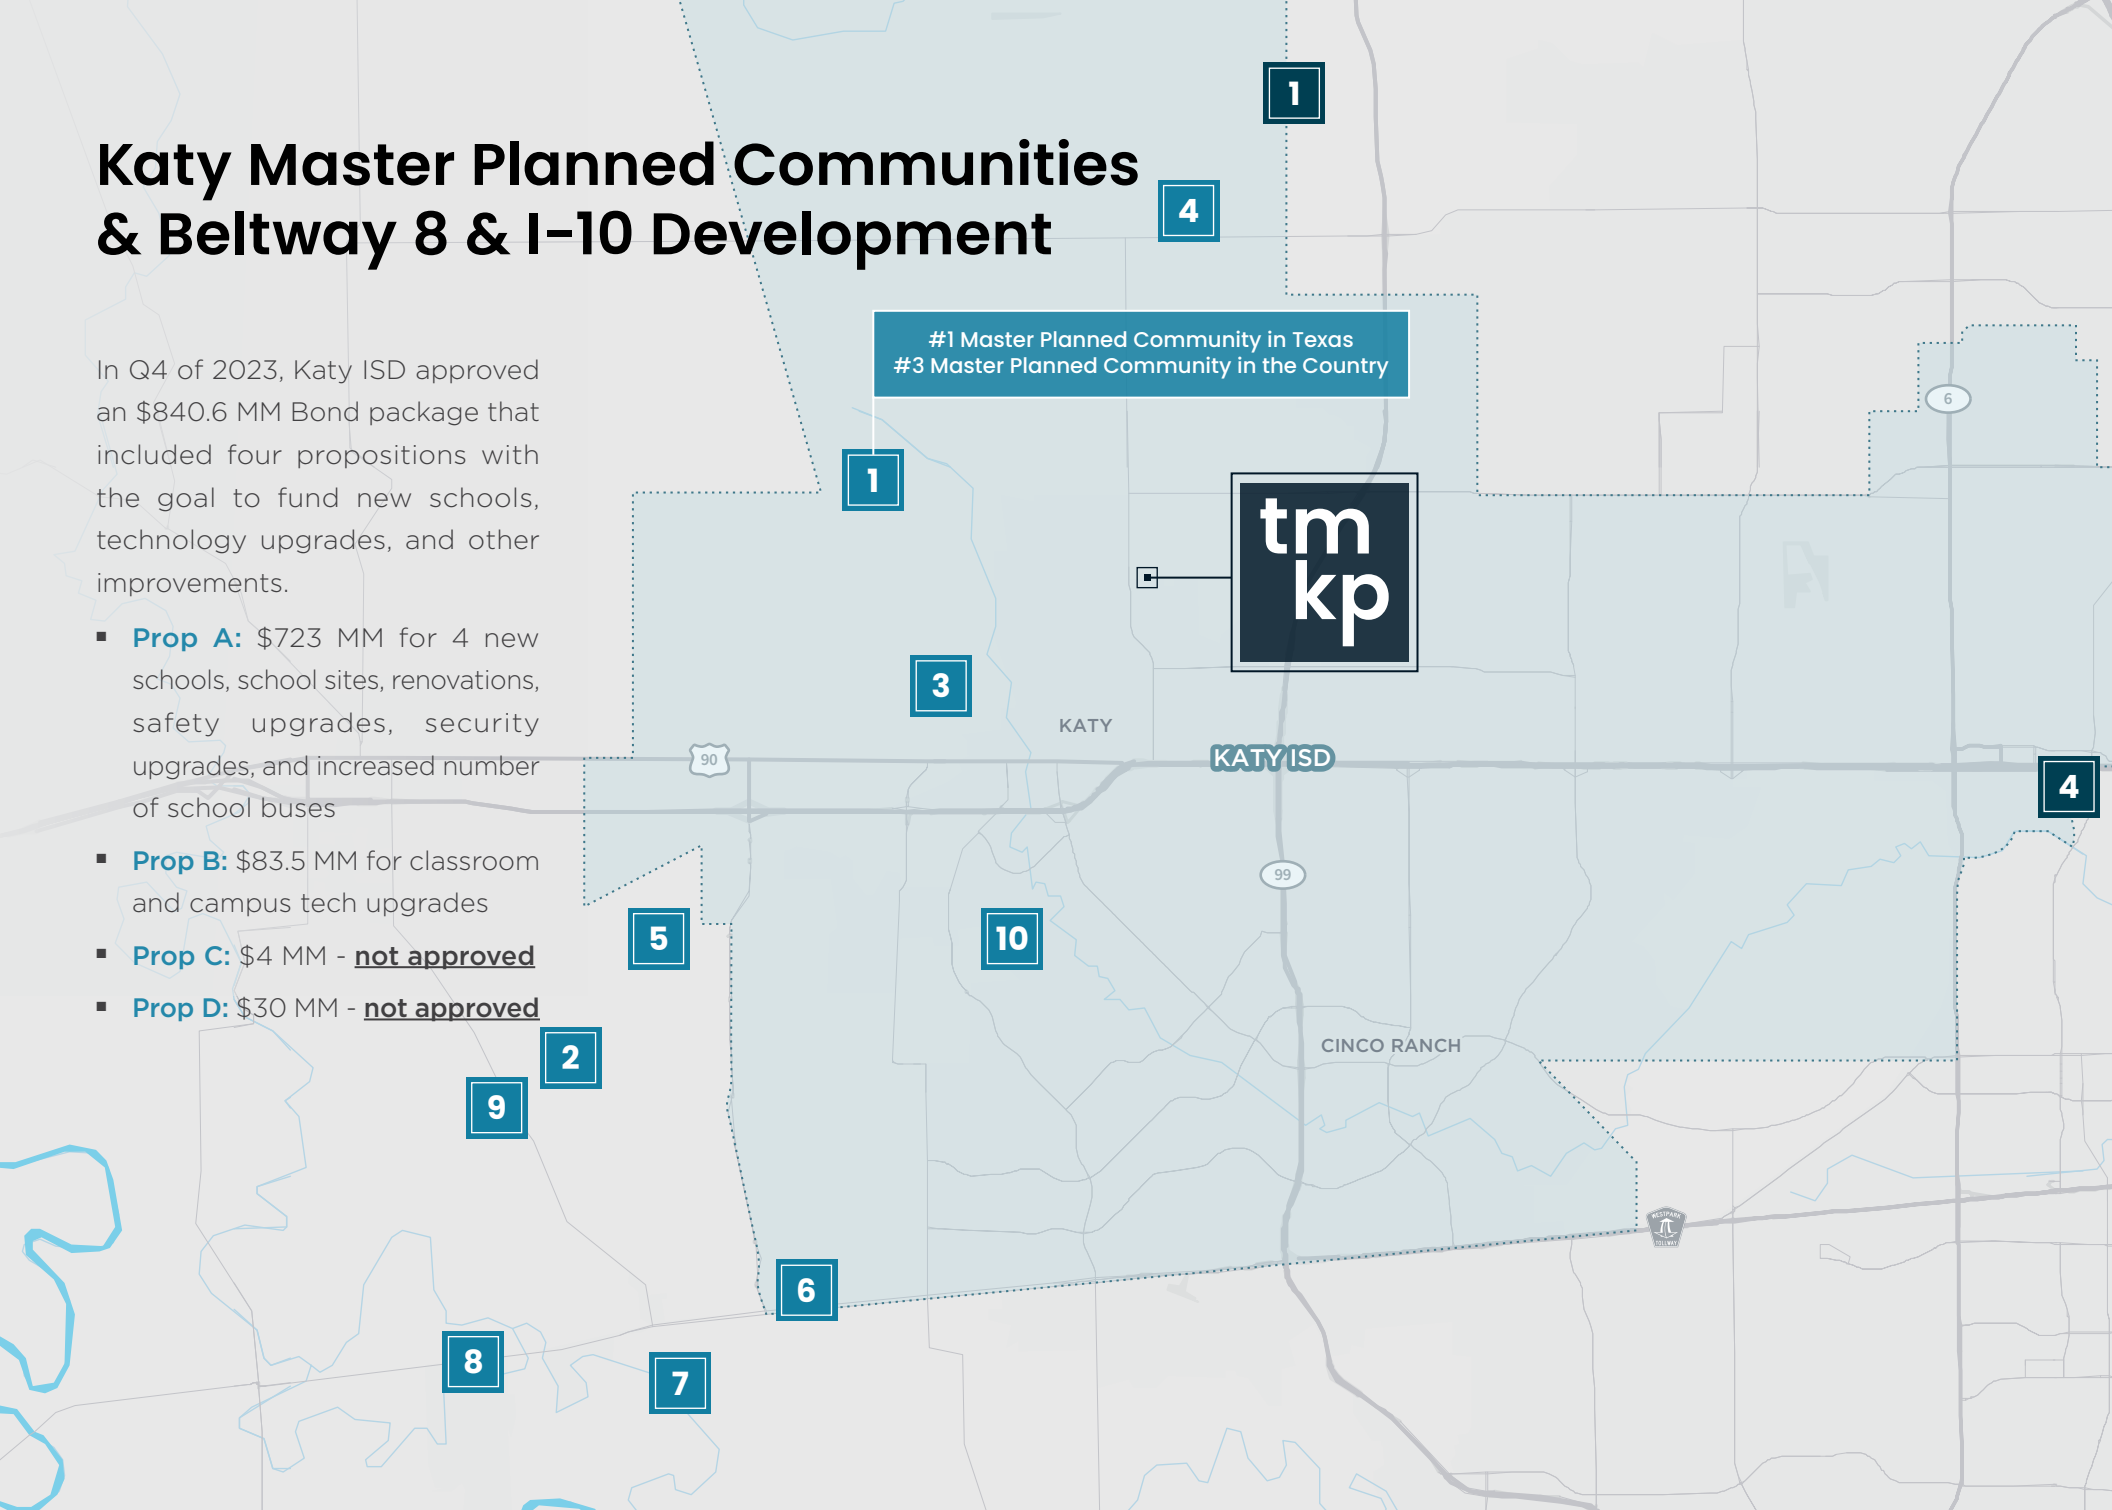 Katy Master Planned Communities
& Beltway 8 & I-10 Development
In Q4 of 2023, Katy ISD approved
an $840.6 MM Bond package that
included four propositions with
the goal to fund new schools,
technology upgrades, and other
improvements.
▪ Prop A: $723 MM for 4 new
schools, school sites, renovations,
safety upgrades, security
upgrades, and increased number
of school buses
▪ Prop B: $83.5 MM for classroom
and campus tech upgrades
▪ Prop C: $4 MM - not approved
▪ Prop D: $30 MM - not approved
1
4
#1 Master Planned Community in Texas
#3 Master Planned Community in the Country
6
1
tm
kp
3
KATY
KATY ISD
90
4
99
5
10
2
CINCO RANCH
9
WESTPARK
TOLLWAY
6
8
7